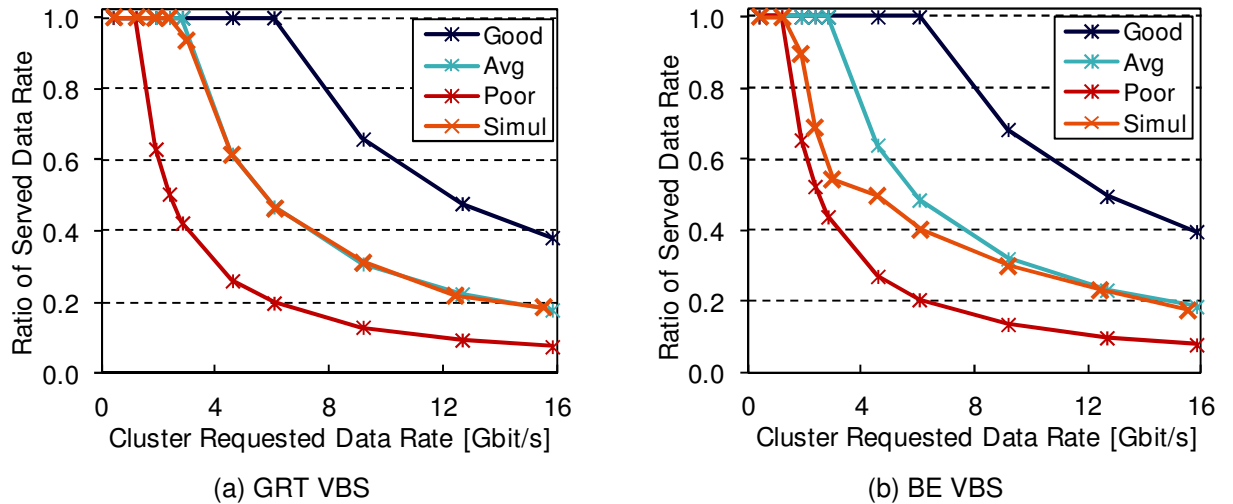 Ratio of Served Data Rate
1.0
0.8
0.6
0.4
0.2
0.0
0 4 8 12 16
Good
Avg
Poor
Simul
Cluster Requested Data Rate [Gbit/s]
(a) GRT VBS
Ratio of Served Data Rate
1.0
0.8
0.6
0.4
0.2
0.0
0 4 8 12 16
Good
Avg
Poor
Simul
Cluster Requested Data Rate [Gbit/s]
(b) BE VBS